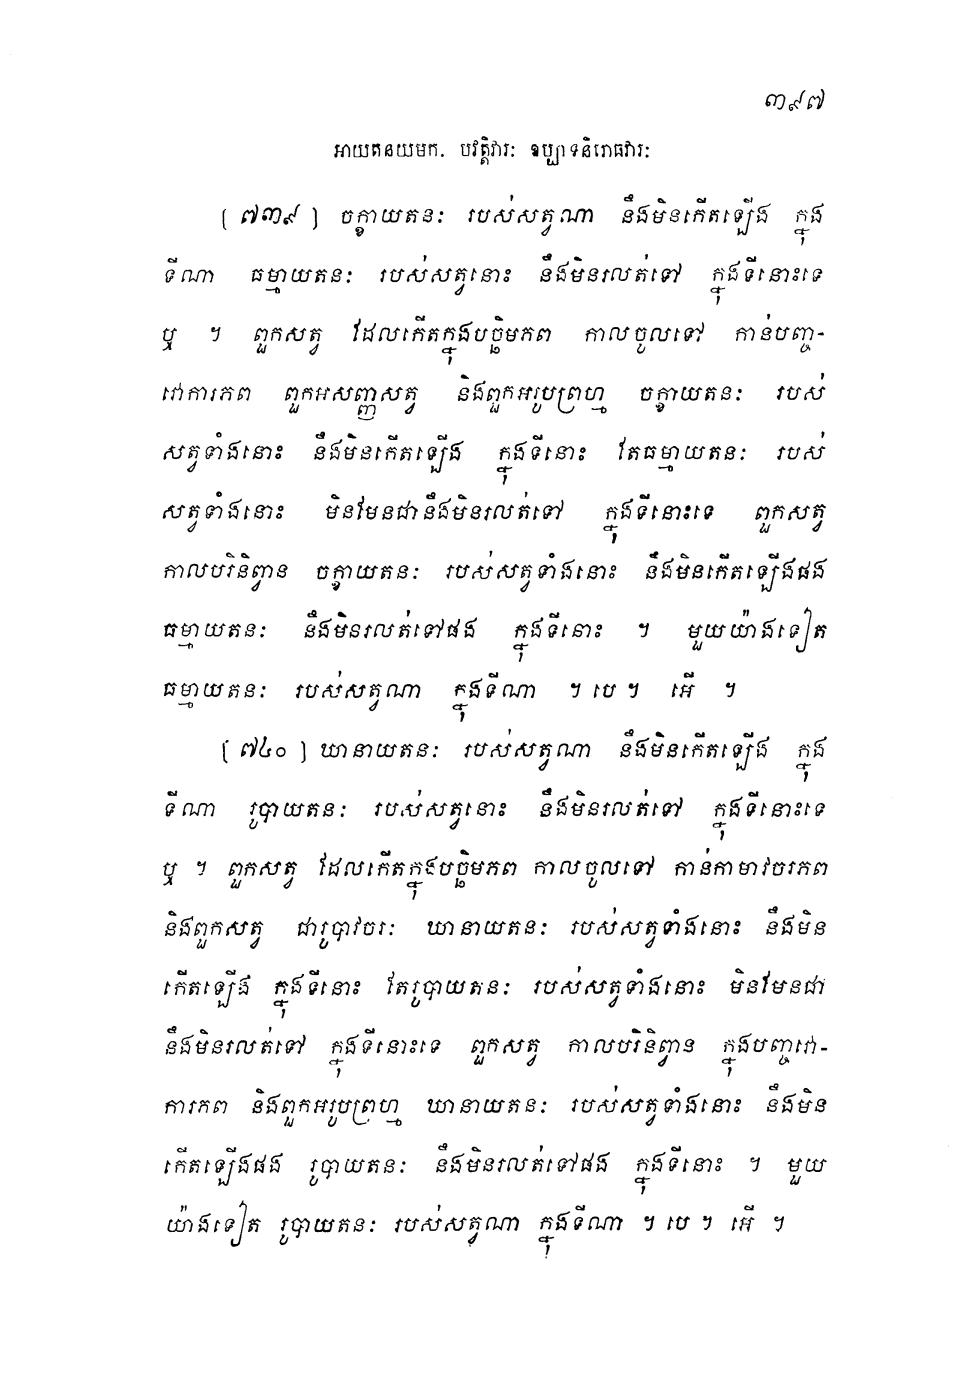 ៣៩៧
អាយតនយមក. បវត្តិវារៈ ឧប្បាទនិរោធវារៈ
(៧៣៩) ចក្ខាយតនៈ របស់សត្វណា នឹងមិនកើតឡើង ក្នុង
ទីណា ធម្មាយតនៈ របស់សត្វនោះ នឹងមិនរលត់ទៅ ក្នុងទីនោះទេ
ឬ ។ ពួកសត្វ ដែលកើតក្នុងបច្ឆិមភព កាលចូលទៅ កាន់បញ្ច-
វោការភព ពួកអសញ្ញសត្វ និងពួកអរូបព្រហ្ម ចក្ខាយតនៈ របស់
សត្វទាំងនោះ នឹងមិនកើតឡើង ក្នុងទីនោះ តែធម្មាយតនៈ របស់
សត្វទាំងនោះ មិនមែនជានឹងមិនរលត់ទៅ ក្នុងទីនោះទេ ពួកសត្វ
កាលបរិនិព្វាន ចក្ខាយតនៈ របស់សត្វទាំងនោះ នឹងមិនកើតឡើងផង
ធម្មាយតនៈ នឹងមិនរលត់ទៅផង ក្នុងទីនោះ ។ មួយយ៉ាងទៀត
ធម្មាយតនៈ របស់សត្វណា ក្នុងទីណា ។ បេ ។ អើ ។
(៧៤០) ឃានាយតនៈ របស់សត្វណា នឹងមិនកើតឡើង ក្នុង
ទីណា រូបាយតនៈ របស់សត្វនោះ នឹងមិនរលត់ទៅ ក្នុងទីនោះទេ
ឬ ។ ពួកសត្វ ដែលកើតក្នុងបច្ឆិមភព កាលចូលទៅ កាន់កាមាវចរភព
និងពួកសត្វ ជារូបាវចរៈ ឃានាយតនៈ របស់សត្វទាំងនោះ នឹងមិន
កើតឡើង ក្នុងទីនោះ តែរូបាយតនៈ របស់សត្វទាំងនោះ មិនមែនជា
នឹងមិនរលត់ទៅ ក្នុងទីនោះទេ ពួកសត្វ កាលបរិនិព្វាន ក្នុងបញ្ចវោ-
ការភព និងពួកអរូបព្រហ្ម ឃានាយតនៈ របស់សត្វទាំងនោះ នឹងមិន
កើតឡើងផង រូបាយតនៈ នឹងមិនរលត់ទៅផង ក្នុងទីនោះ ។ មួយ
យ៉ាងទៀត រូបាយតនៈ របស់សត្វណា ក្នុងទីណា ។ បេ ។ អើ ។